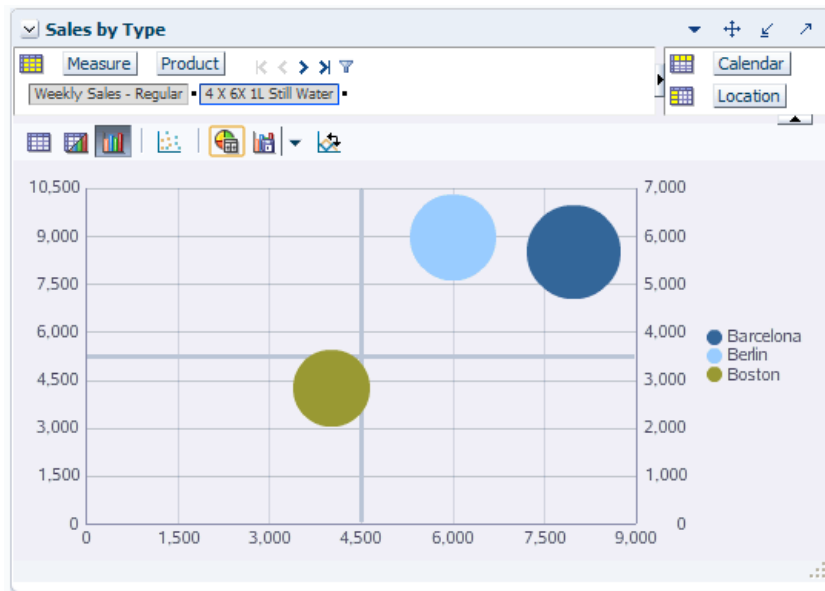 Sales by Type
Measure Product Calendar
Weekly Sales - Regular 4 X 6X 1L Still Water Location
10,500 7,000
9,000 6,000
7,500 5,000
6,000 4,000
Barcelona
Berlin
Boston
4,500 3,000
3,000 2,000
1,500 1,000
0 0
0 1,500 3,000 4,500 6,000 7,500 9,000